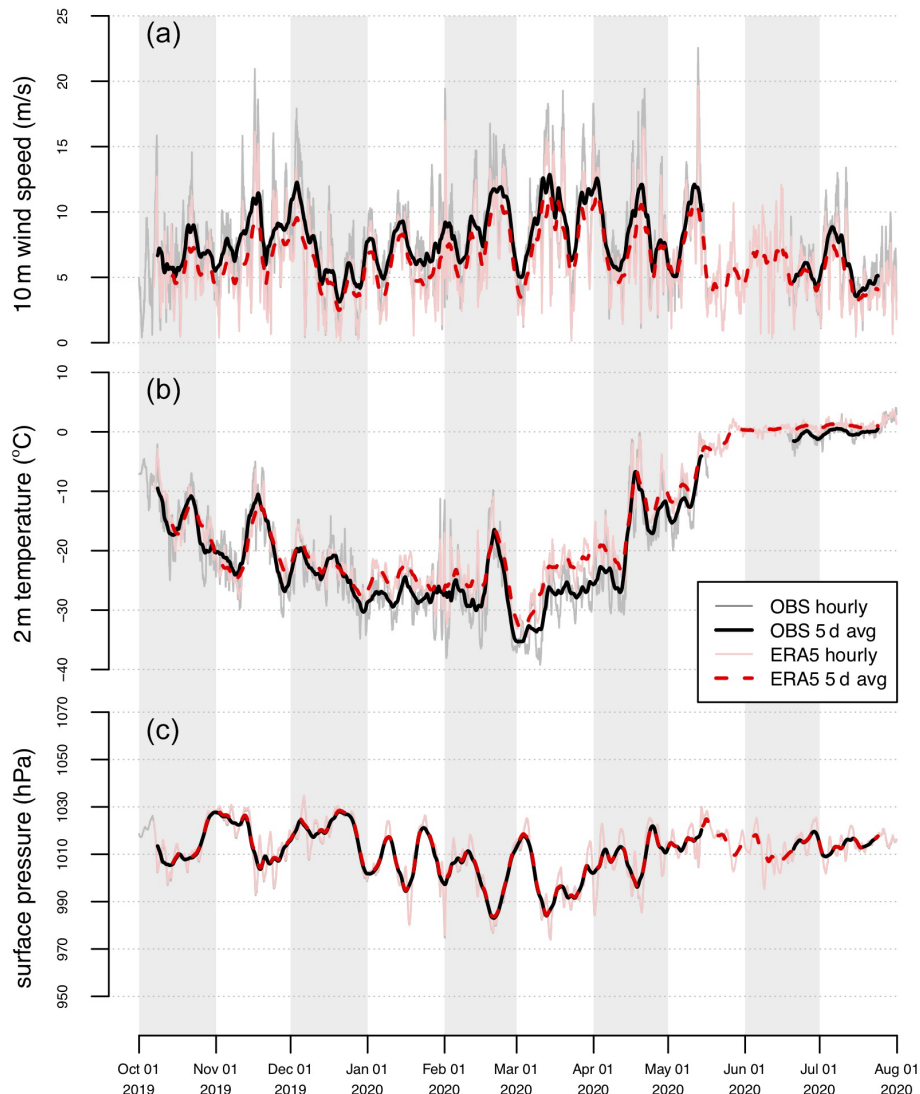 (a)
10 m wind speed (m/s)
25
20
15
10
5
0
(b)
2 m temperature (°C)
10
0
−10
−20
−30
−40
OBS hourly
OBS 5 d avg
ERA5 hourly
ERA5 5 d avg
(c)
surface pressure (hPa)
1070
1050
1030
1010
990
970
950
Oct 01 Nov 01 Dec 01 Jan 01 Feb 01 Mar 01 Apr 01 May 01 Jun 01 Jul 01 Aug 01
2019 2019 2019 2020 2020 2020 2020 2020 2020 2020 2020